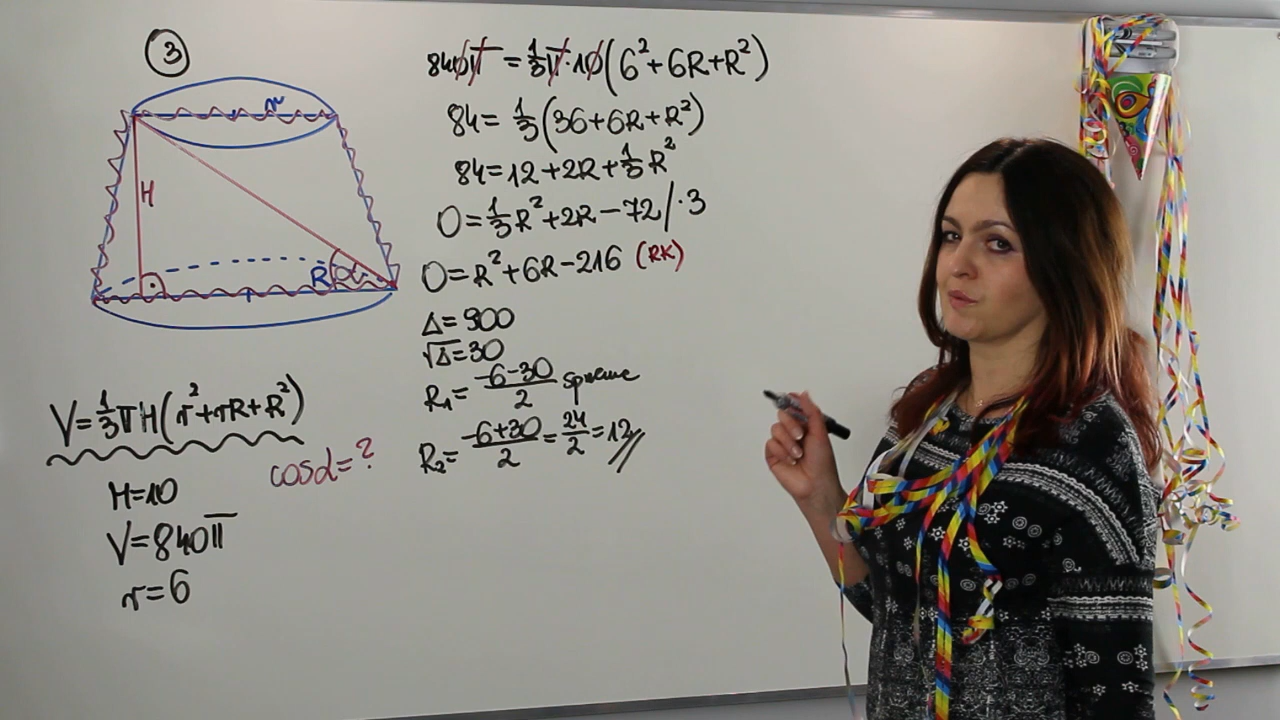 3
r
H
R α
V=⅓πH(r²+rR+R²)
cosα=?
H=10
V=840π
r=6
840π = ⅓π·10(6²+6R+R²)
84= ⅓(36+6R+R²)
84=12+2R+⅓R²
0=⅓R²+2R-72/·3
0=R²+6R-216 (RK)
Δ=900
√Δ=30
R₁= (-6-30)/2
R₂= (-6+30)/2 = 24/2 = 12